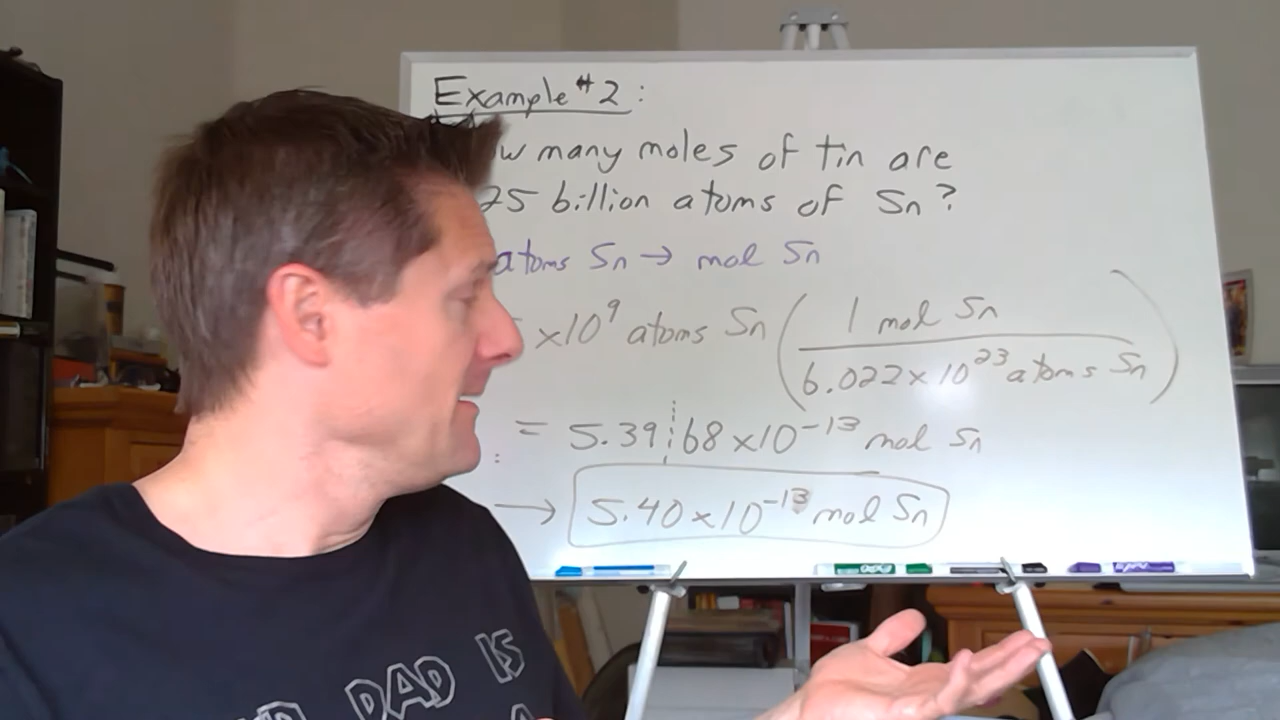 Example #2:
w many moles of tin are
25 billion atoms of Sn?
atoms Sn → mol Sn
×10⁹ atoms Sn (1 mol Sn / 6.022×10²³ atoms Sn)
= 5.39¦68×10⁻¹³ mol Sn
→ 5.40×10⁻¹³ mol Sn
DAD IS